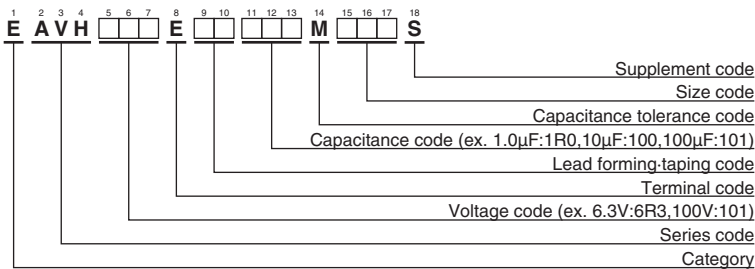 1 2 3 4 5 6 7 8 9 10 11 12 13 14 15 16 17 18
E AVH E M S
Supplement code
Size code
Capacitance tolerance code
Capacitance code (ex. 1.0μF:1R0,10μF:100,100μF:101)
Lead forming·taping code
Terminal code
Voltage code (ex. 6.3V:6R3,100V:101)
Series code
Category